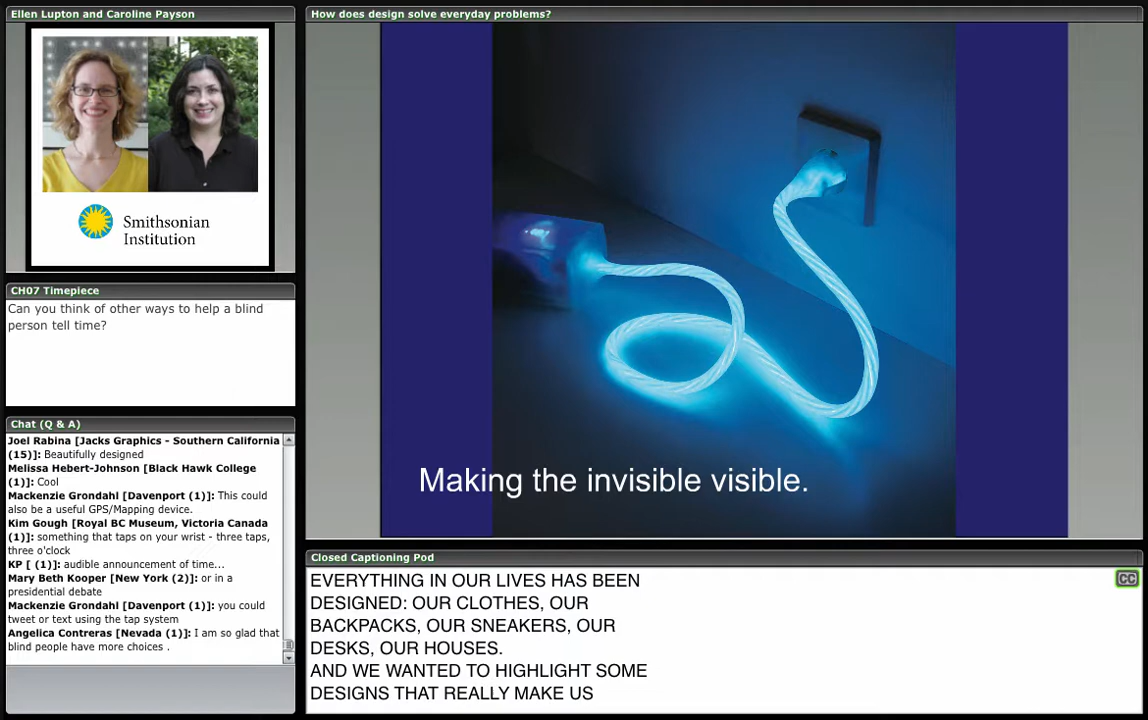 Ellen Lupton and Caroline Payson
Smithsonian
Institution
CH07 Timepiece
Can you think of other ways to help a blind
person tell time?
Chat (Q & A)
Joel Rabina [Jacks Graphics - Southern California
(15)]: Beautifully designed
Melissa Hebert-Johnson [Black Hawk College
(1)]: Cool
Mackenzie Grondahl [Davenport (1)]: This could
also be a useful GPS/Mapping device.
Kim Gough [Royal BC Museum, Victoria Canada
(1)]: something that taps on your wrist - three taps,
three o'clock
KP [ (1)]: audible announcement of time...
Mary Beth Kooper [New York (2)]: or in a
presidential debate
Mackenzie Grondahl [Davenport (1)]: you could
tweet or text using the tap system
Angelica Contreras [Nevada (1)]: I am so glad that
blind people have more choices .
How does design solve everyday problems?
Making the invisible visible.
Closed Captioning Pod
CC
EVERYTHING IN OUR LIVES HAS BEEN
DESIGNED: OUR CLOTHES, OUR
BACKPACKS, OUR SNEAKERS, OUR
DESKS, OUR HOUSES.
AND WE WANTED TO HIGHLIGHT SOME
DESIGNS THAT REALLY MAKE US